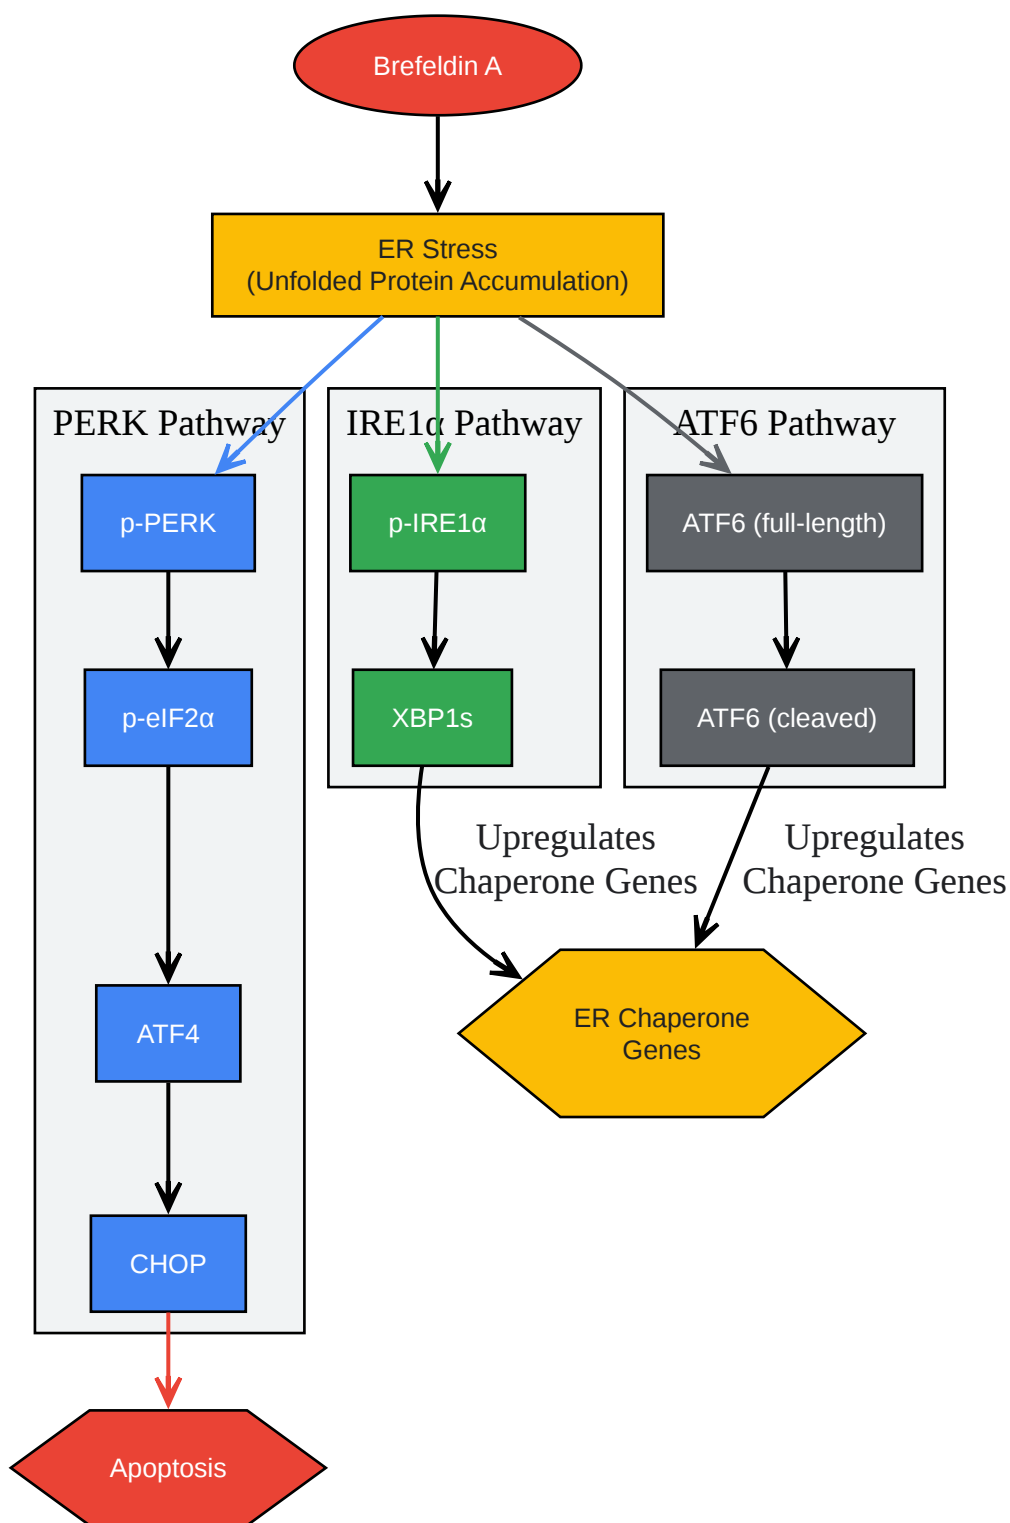 Brefeldin A
ER Stress
(Unfolded Protein Accumulation)
PERK Pathway
p-PERK
p-eIF2α
ATF4
CHOP
Apoptosis
IRE1α Pathway
p-IRE1α
XBP1s
Upregulates
Chaperone Genes
ATF6 Pathway
ATF6 (full-length)
ATF6 (cleaved)
Upregulates
Chaperone Genes
ER Chaperone
Genes